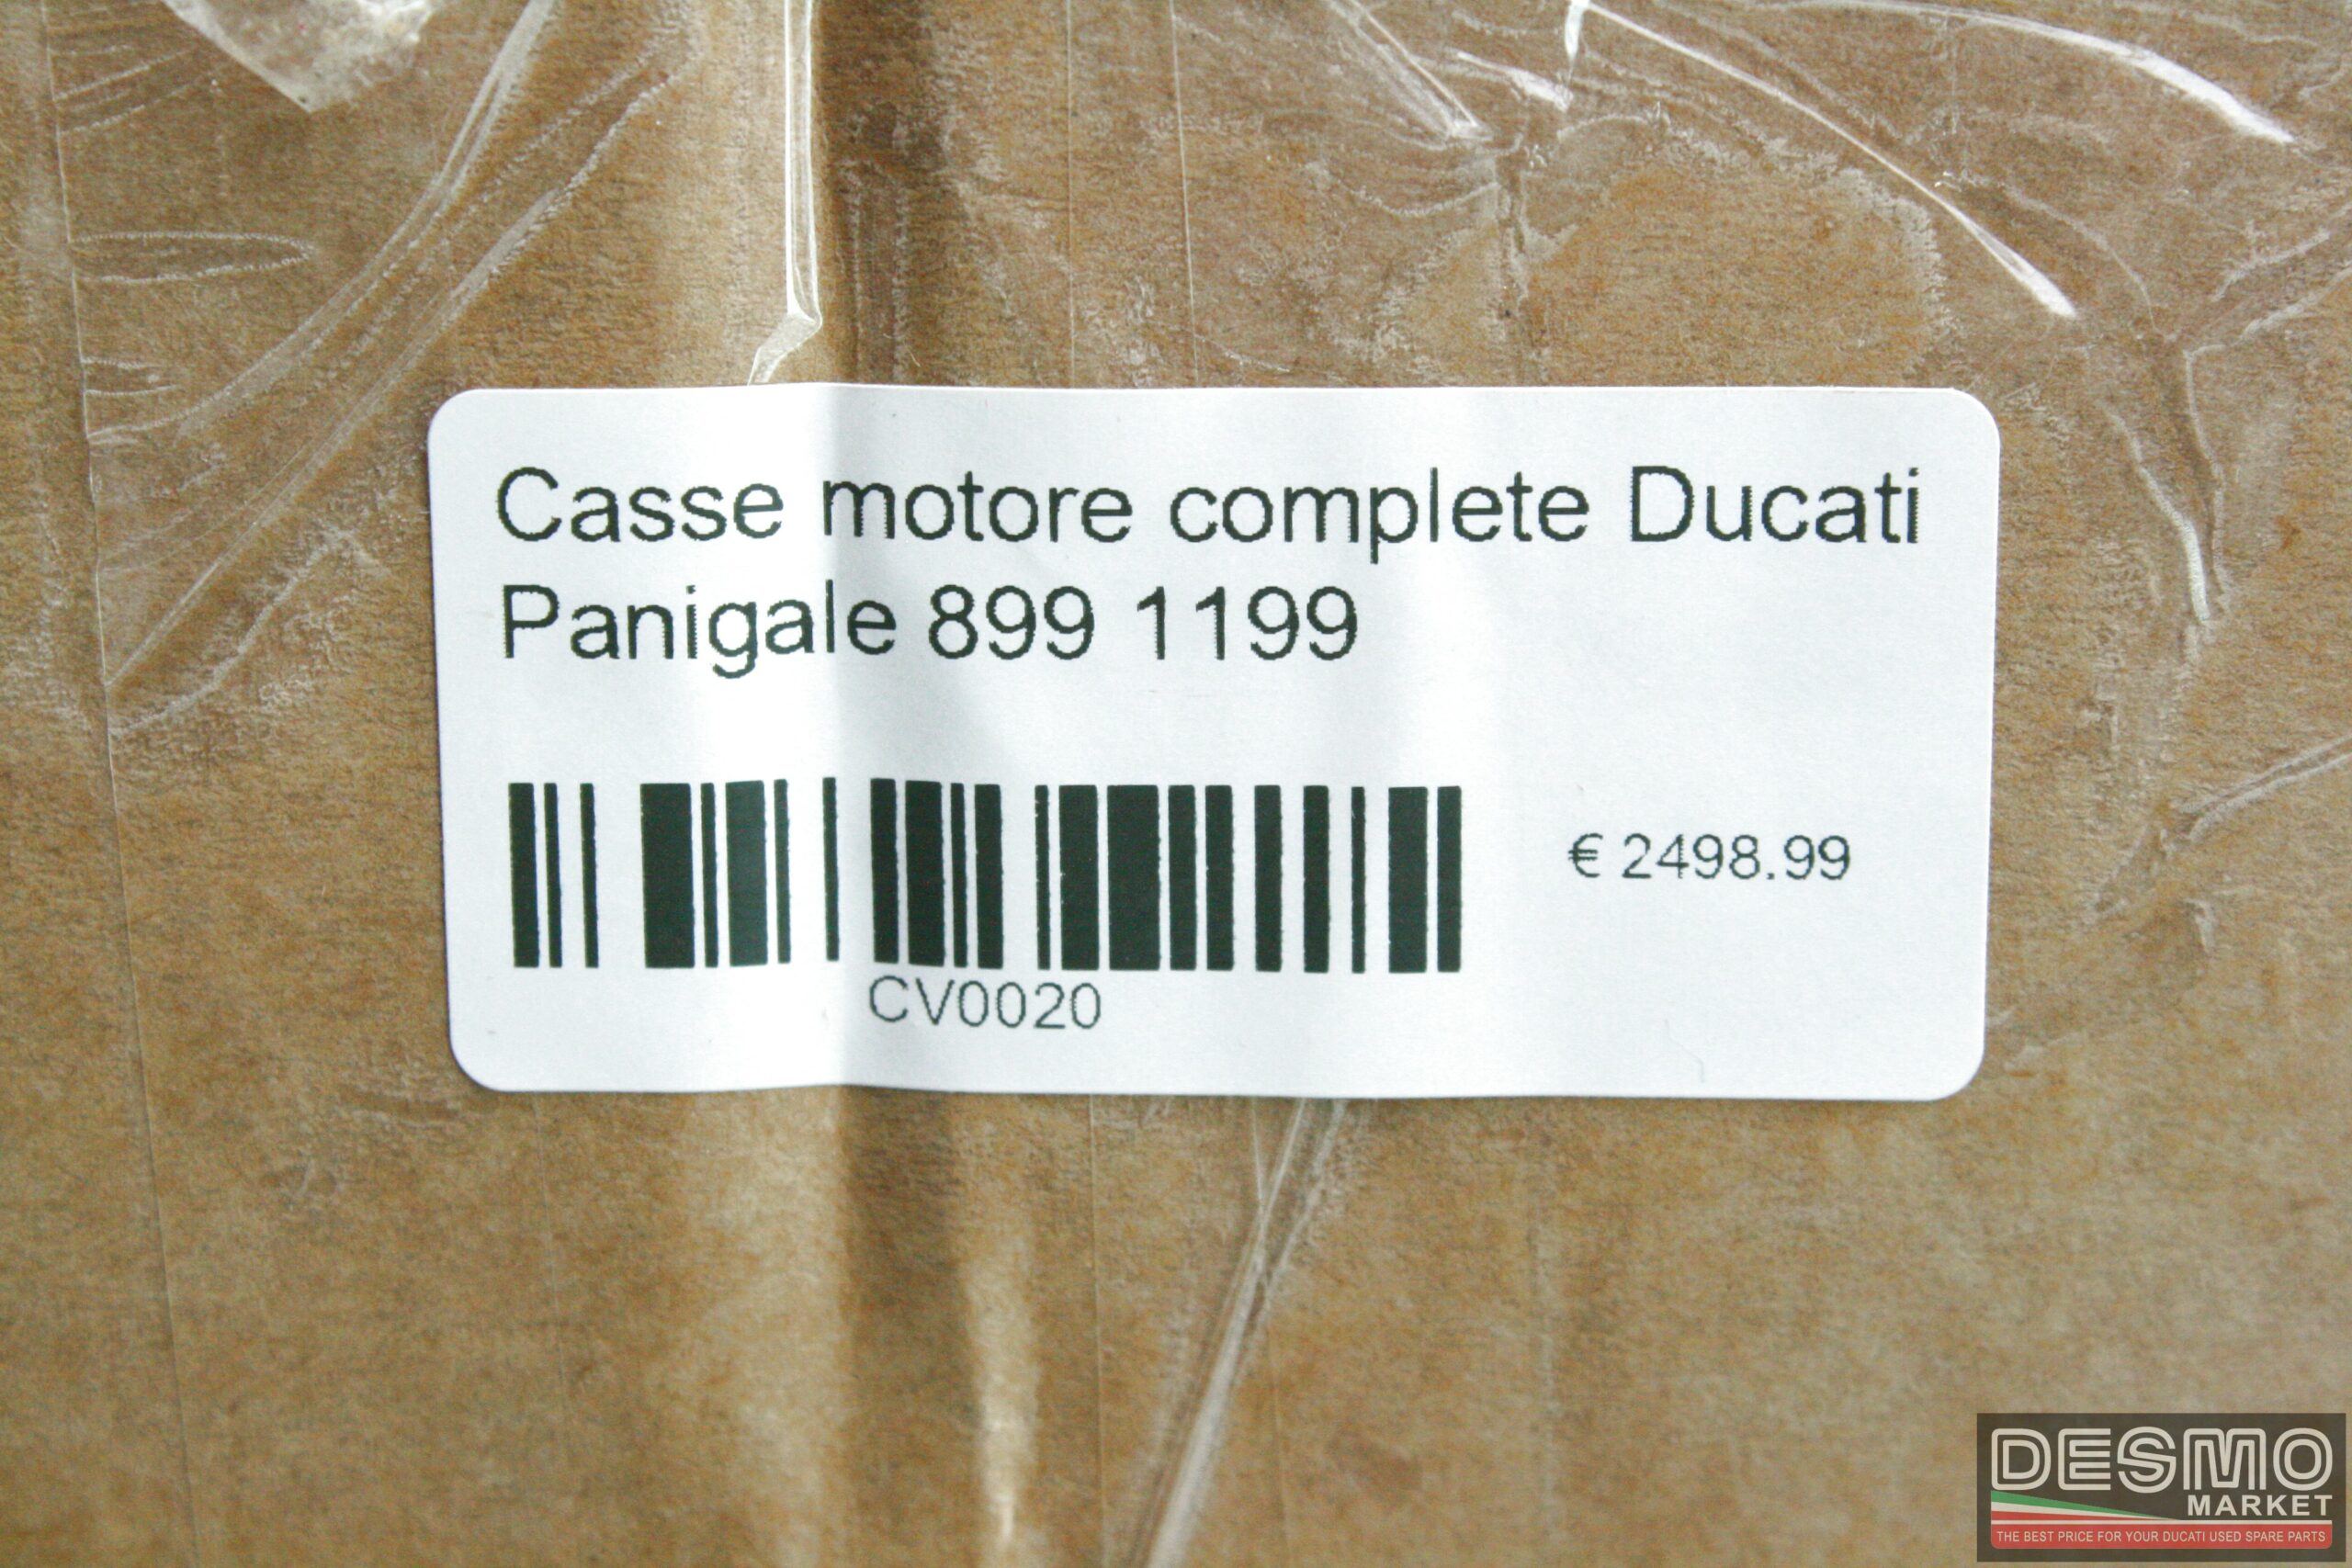 Casse motore complete Ducati
Panigale 899 1199
€ 2498.99
CV0020
DESMO
MARKET
THE BEST PRICE FOR YOUR DUCATI USED SPARE PARTS